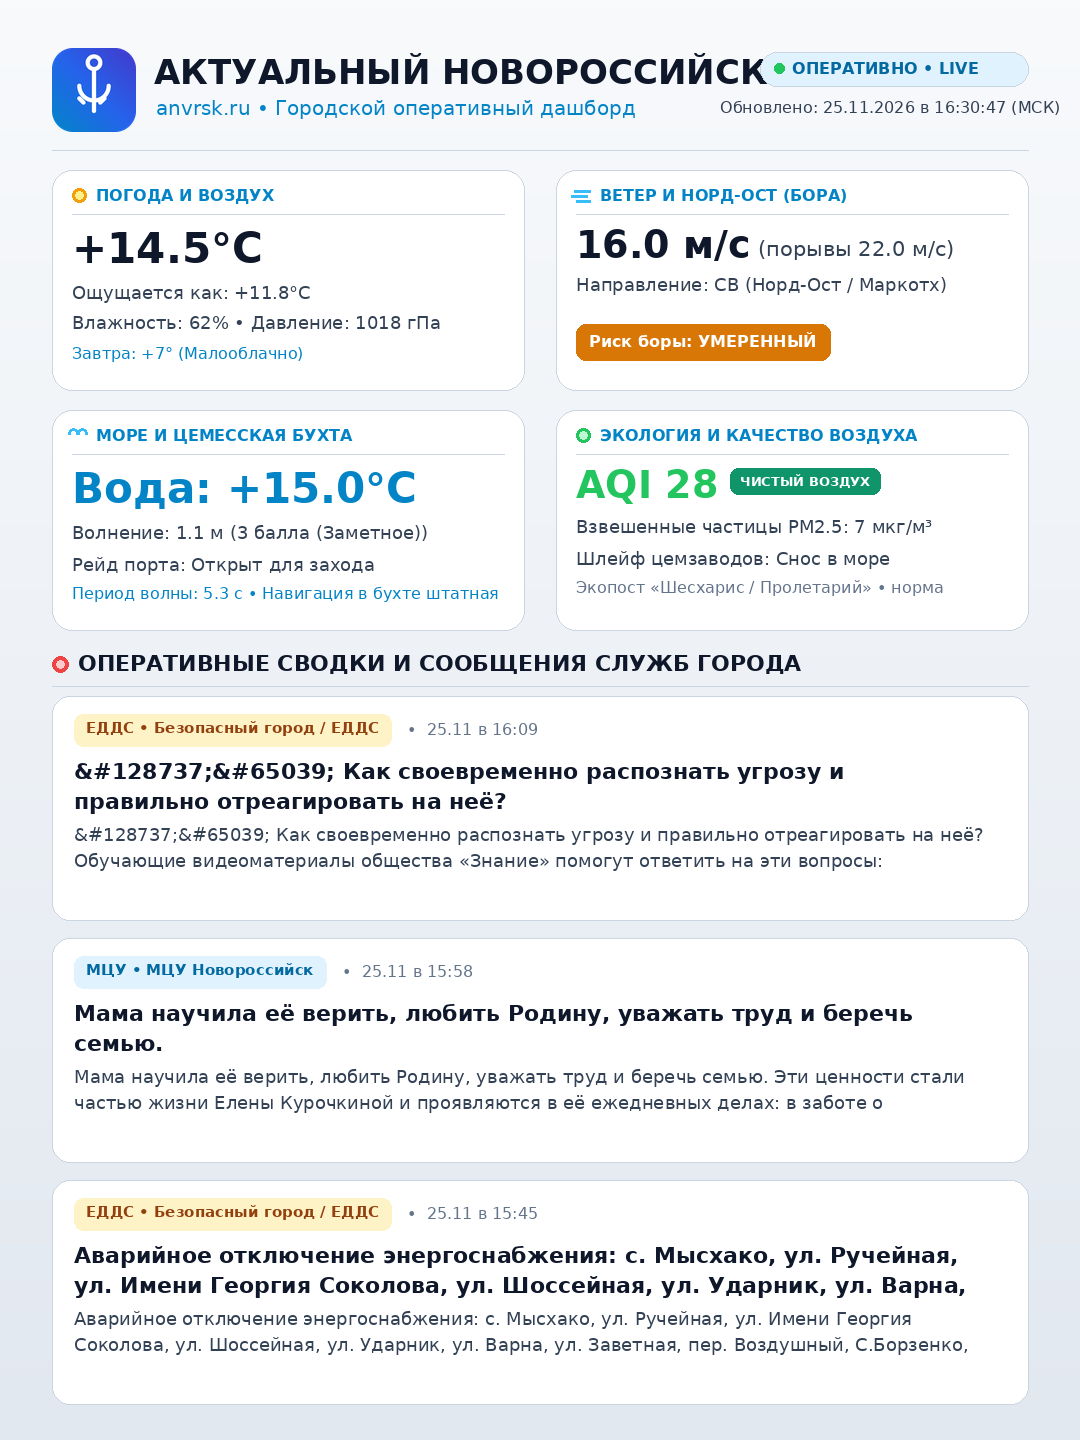 АКТУАЛЬНЫЙ НОВОРОССИЙСК
ОПЕРАТИВНО • LIVE
anvrsk.ru • Городской оперативный дашборд
Обновлено: 25.11.2026 в 16:30:47 (МСК)
ПОГОДА И ВОЗДУХ
+14.5°C
Ощущается как: +11.8°C
Влажность: 62% • Давление: 1018 гПа
Завтра: +7° (Малооблачно)
ВЕТЕР И НОРД-ОСТ (БОРА)
16.0 м/с (порывы 22.0 м/с)
Направление: СВ (Норд-Ост / Маркотх)
Риск боры: УМЕРЕННЫЙ
МОРЕ И ЦЕМЕССКАЯ БУХТА
Вода: +15.0°C
Волнение: 1.1 м (3 балла (Заметное))
Рейд порта: Открыт для захода
Период волны: 5.3 с • Навигация в бухте штатная
ЭКОЛОГИЯ И КАЧЕСТВО ВОЗДУХА
AQI 28 ЧИСТЫЙ ВОЗДУХ
Взвешенные частицы PM2.5: 7 мкг/м³
Шлейф цемзаводов: Снос в море
Экопост «Шесхарис / Пролетарий» • норма
ОПЕРАТИВНЫЕ СВОДКИ И СООБЩЕНИЯ СЛУЖБ ГОРОДА
ЕДДС • Безопасный город / ЕДДС • 25.11 в 16:09
&#128737;&#65039; Как своевременно распознать угрозу и
правильно отреагировать на неё?
&#128737;&#65039; Как своевременно распознать угрозу и правильно отреагировать на неё?
Обучающие видеоматериалы общества «Знание» помогут ответить на эти вопросы:
МЦУ • МЦУ Новороссийск • 25.11 в 15:58
Мама научила её верить, любить Родину, уважать труд и беречь
семью.
Мама научила её верить, любить Родину, уважать труд и беречь семью. Эти ценности стали
частью жизни Елены Курочкиной и проявляются в её ежедневных делах: в заботе о
ЕДДС • Безопасный город / ЕДДС • 25.11 в 15:45
Аварийное отключение энергоснабжения: с. Мысхако, ул. Ручейная,
ул. Имени Георгия Соколова, ул. Шоссейная, ул. Ударник, ул. Варна,
Аварийное отключение энергоснабжения: с. Мысхако, ул. Ручейная, ул. Имени Георгия
Соколова, ул. Шоссейная, ул. Ударник, ул. Варна, ул. Заветная, пер. Воздушный, С.Борзенко,